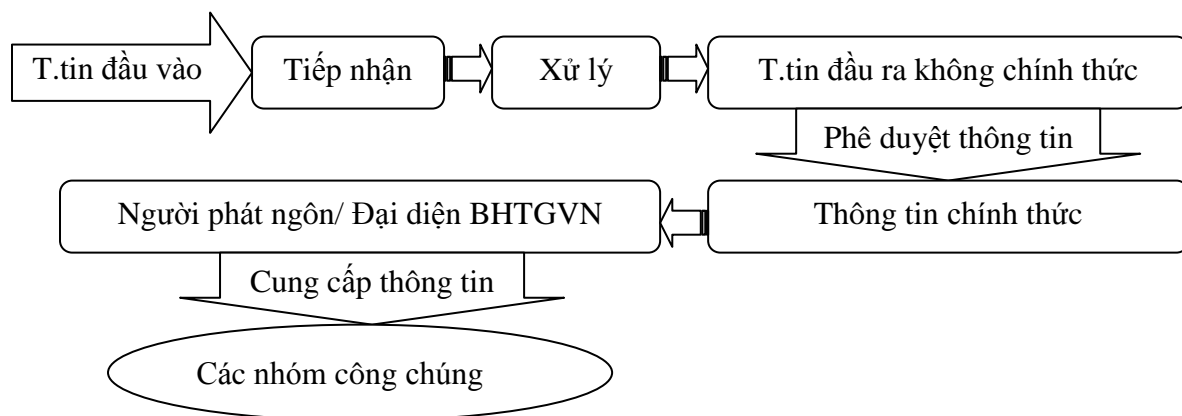 T.tin đầu vào
Tiếp nhận
Xử lý
T.tin đầu ra không chính thức
Phê duyệt thông tin
Thông tin chính thức
Người phát ngôn/ Đại diện BHTGVN
Cung cấp thông tin
Các nhóm công chúng